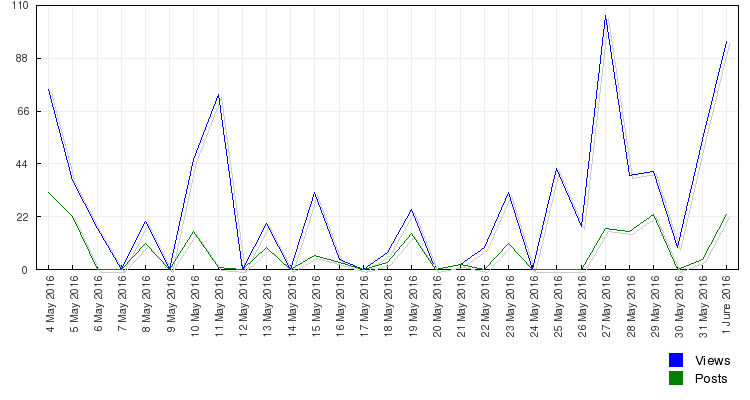 110
88
66
44
22
0
4 May 2016
5 May 2016
6 May 2016
7 May 2016
8 May 2016
9 May 2016
10 May 2016
11 May 2016
12 May 2016
13 May 2016
14 May 2016
15 May 2016
16 May 2016
17 May 2016
18 May 2016
19 May 2016
20 May 2016
21 May 2016
22 May 2016
23 May 2016
24 May 2016
25 May 2016
26 May 2016
27 May 2016
28 May 2016
29 May 2016
30 May 2016
31 May 2016
1 June 2016
Views
Posts